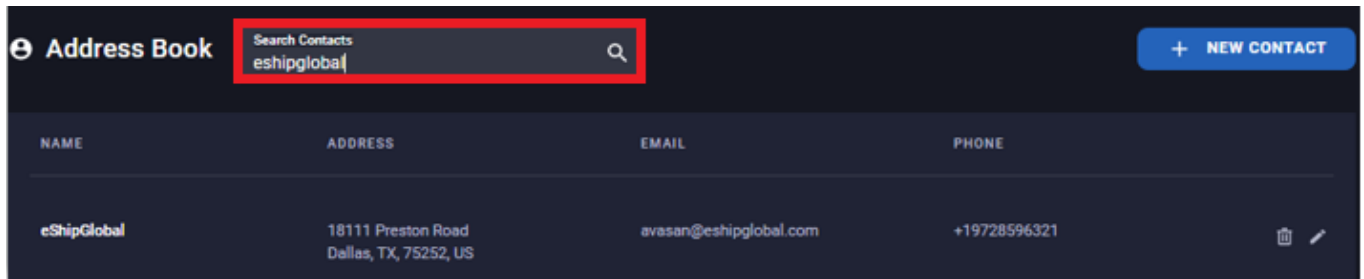 Address Book
Search Contacts
eshipglobal
+ NEW CONTACT
NAME ADDRESS EMAIL PHONE
eShipGlobal 18111 Preston Road avasan@eshipglobal.com +19728596321
Dallas, TX, 75252, US